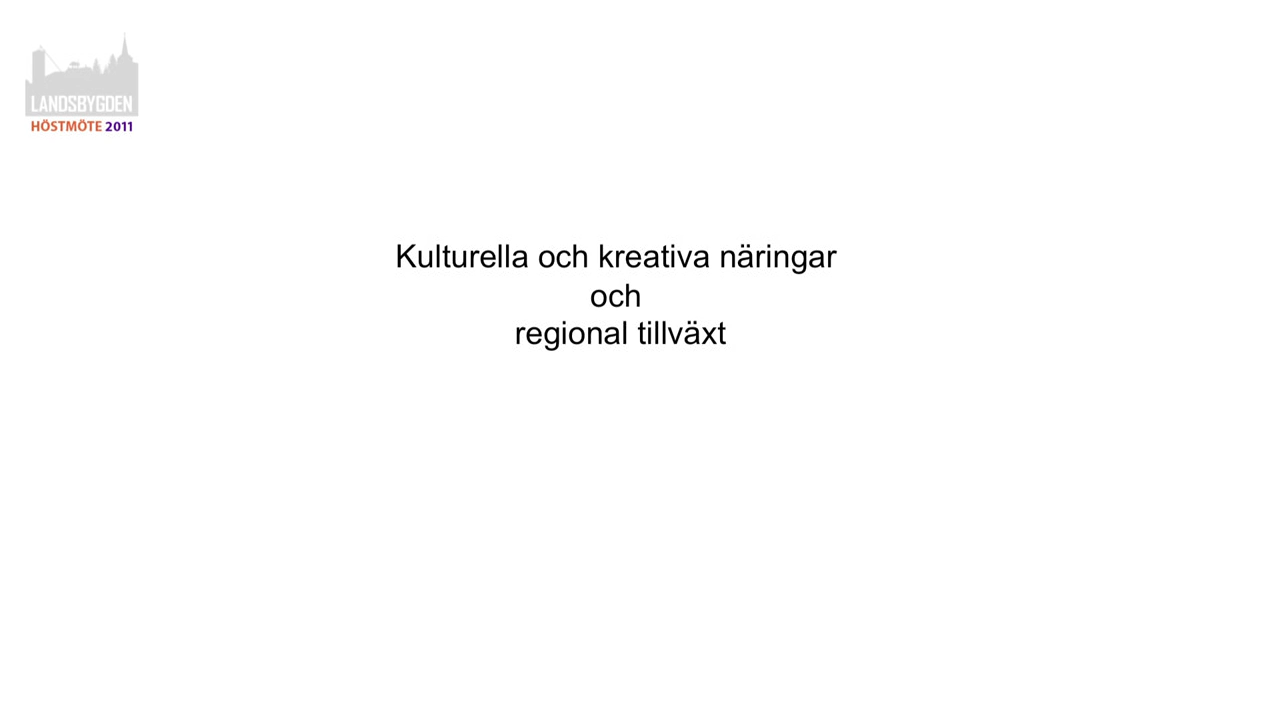 LANDSBYGDEN
HÖSTMÖTE 2011
Kulturella och kreativa näringar
och
regional tillväxt